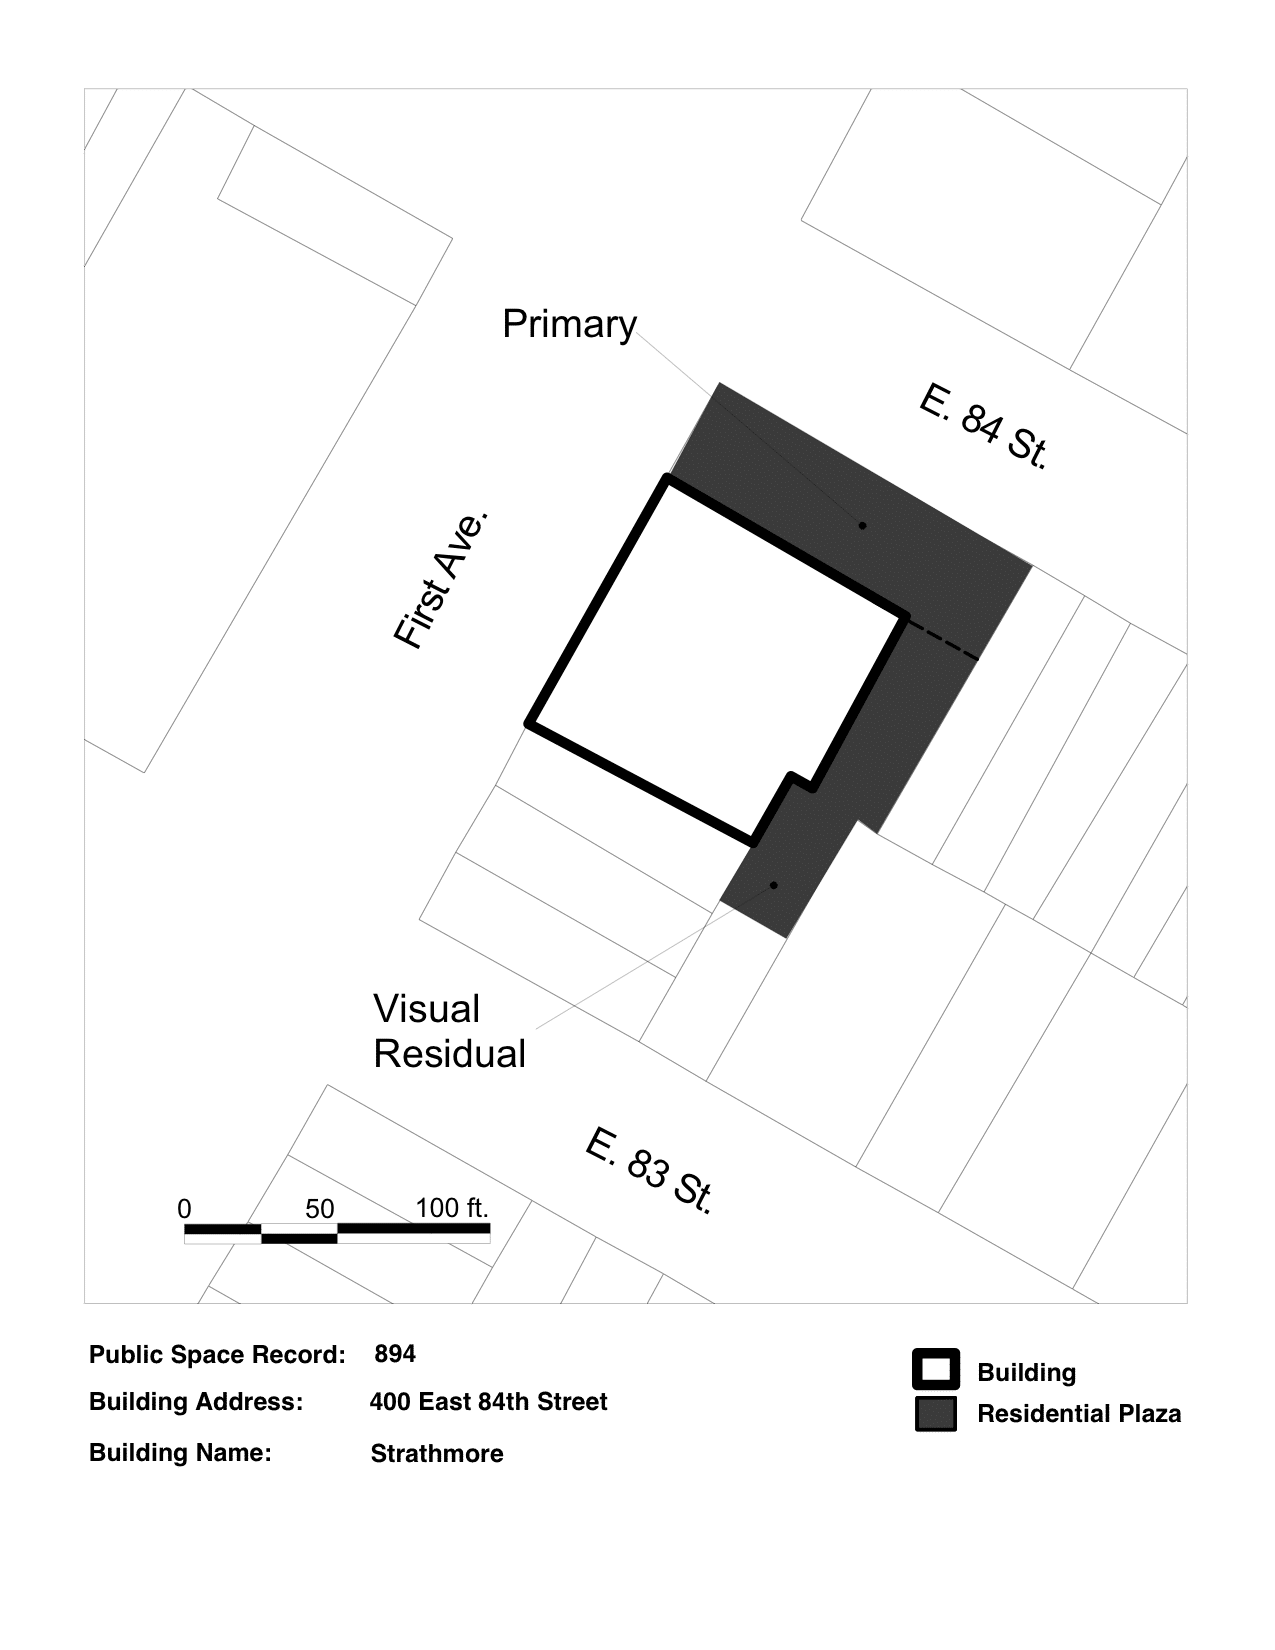 Primary
E. 84 St.
First Ave.
Visual
Residual
E. 83 St.
0 50 100 ft.
Public Space Record: 894
Building Address: 400 East 84th Street
Building Name: Strathmore
Building
Residential Plaza